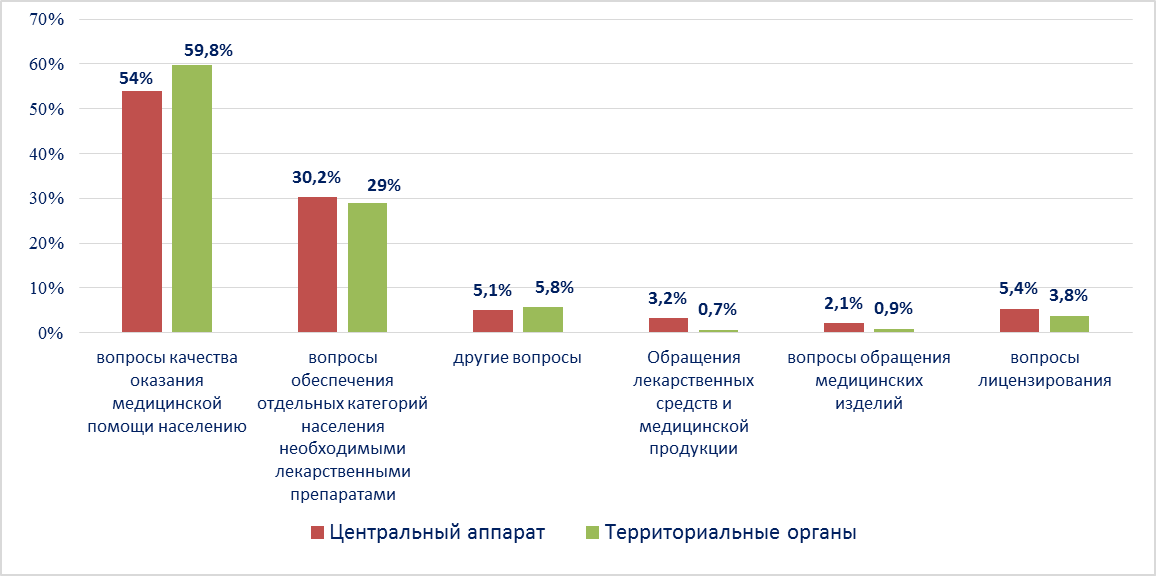 70%
60%
50%
40%
30%
20%
10%
0%
54%
59,8%
30,2%
29%
5,1%
5,8%
3,2%
0,7%
2,1%
0,9%
5,4%
3,8%
вопросы качества
оказания
медицинской
помощи населению
вопросы
обеспечения
отдельных категорий
населения
необходимыми
лекарственными
препаратами
другие вопросы
Обращения
лекарственных
средств и
медицинской
продукции
вопросы обращения
медицинских
изделий
вопросы
лицензирования
Центральный аппарат
Территориальные органы